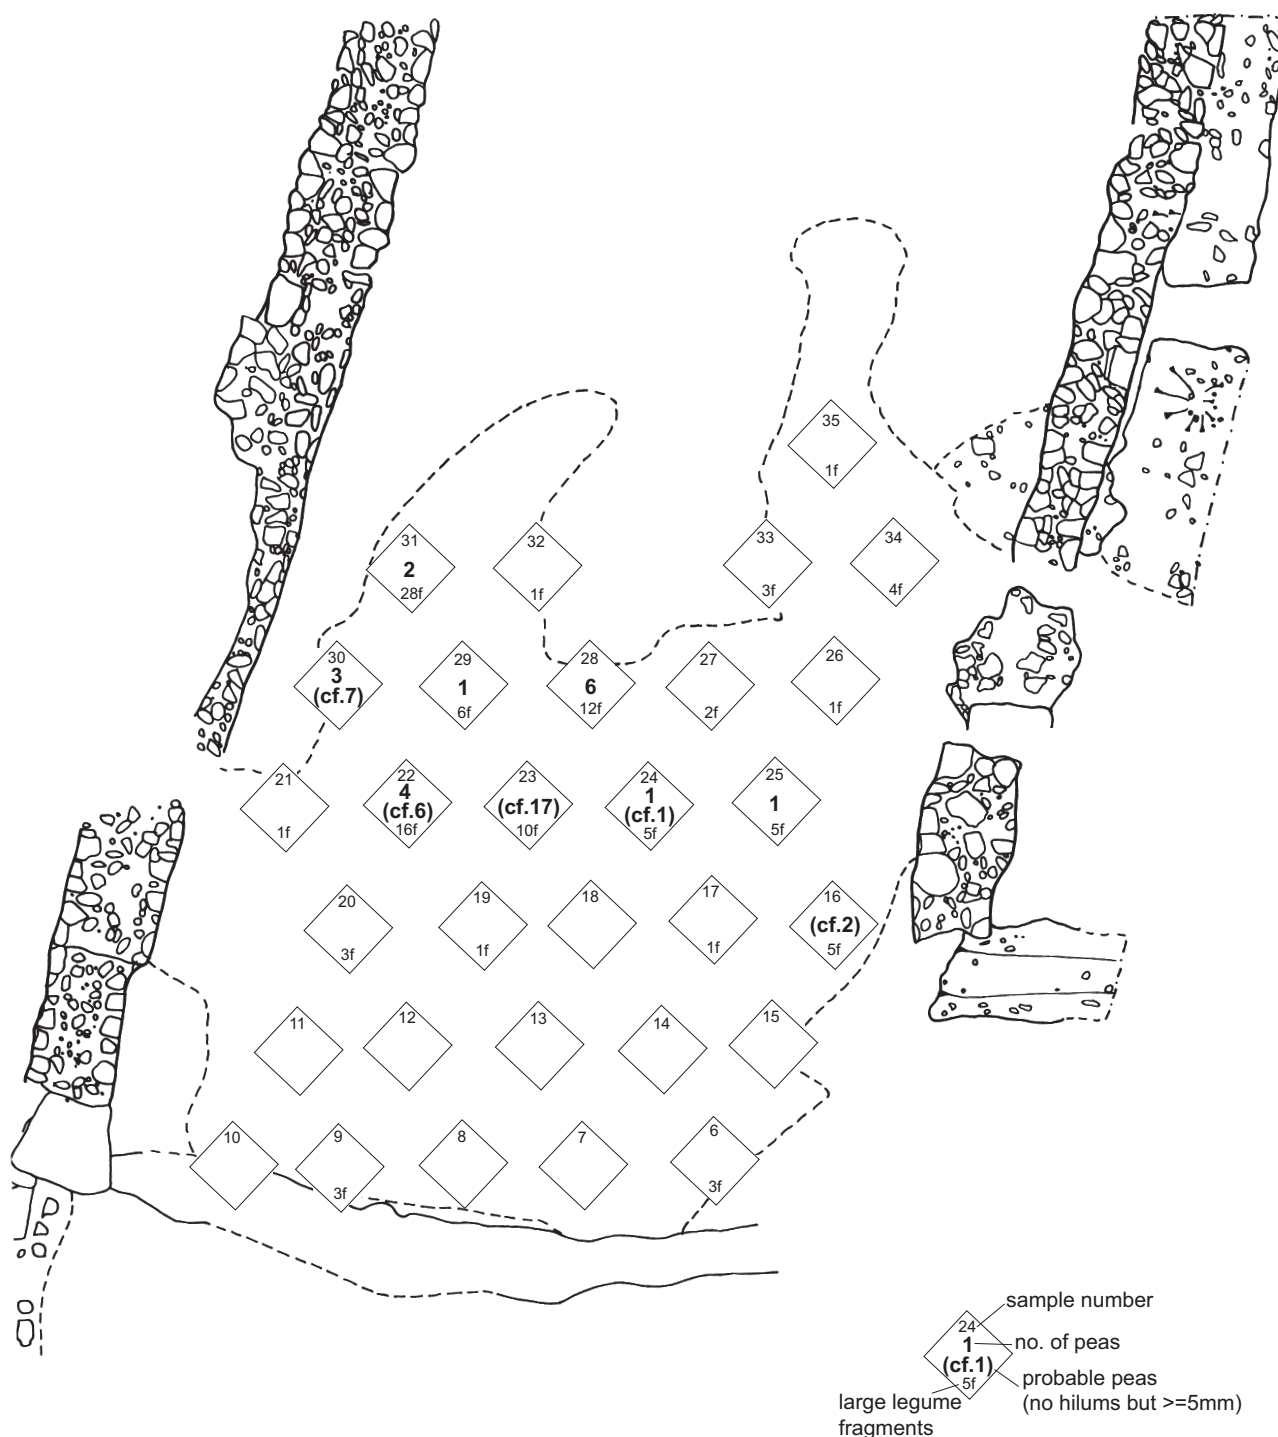 35
1f
31
2
28f
32
1f
33
3f
34
4f
30
3
(cf.7)
29
1
6f
28
6
12f
27
2f
26
1f
21
1f
22
4
(cf.6)
16f
23
(cf.17)
10f
24
1
(cf.1)
5f
25
1
5f
20
3f
19
1f
18
17
1f
16
(cf.2)
5f
11
12
13
14
15
10
9
3f
8
7
6
3f
24
1
(cf.1)
5f
sample number
no. of peas
probable peas
(no hilums but >=5mm)
large legume
fragments